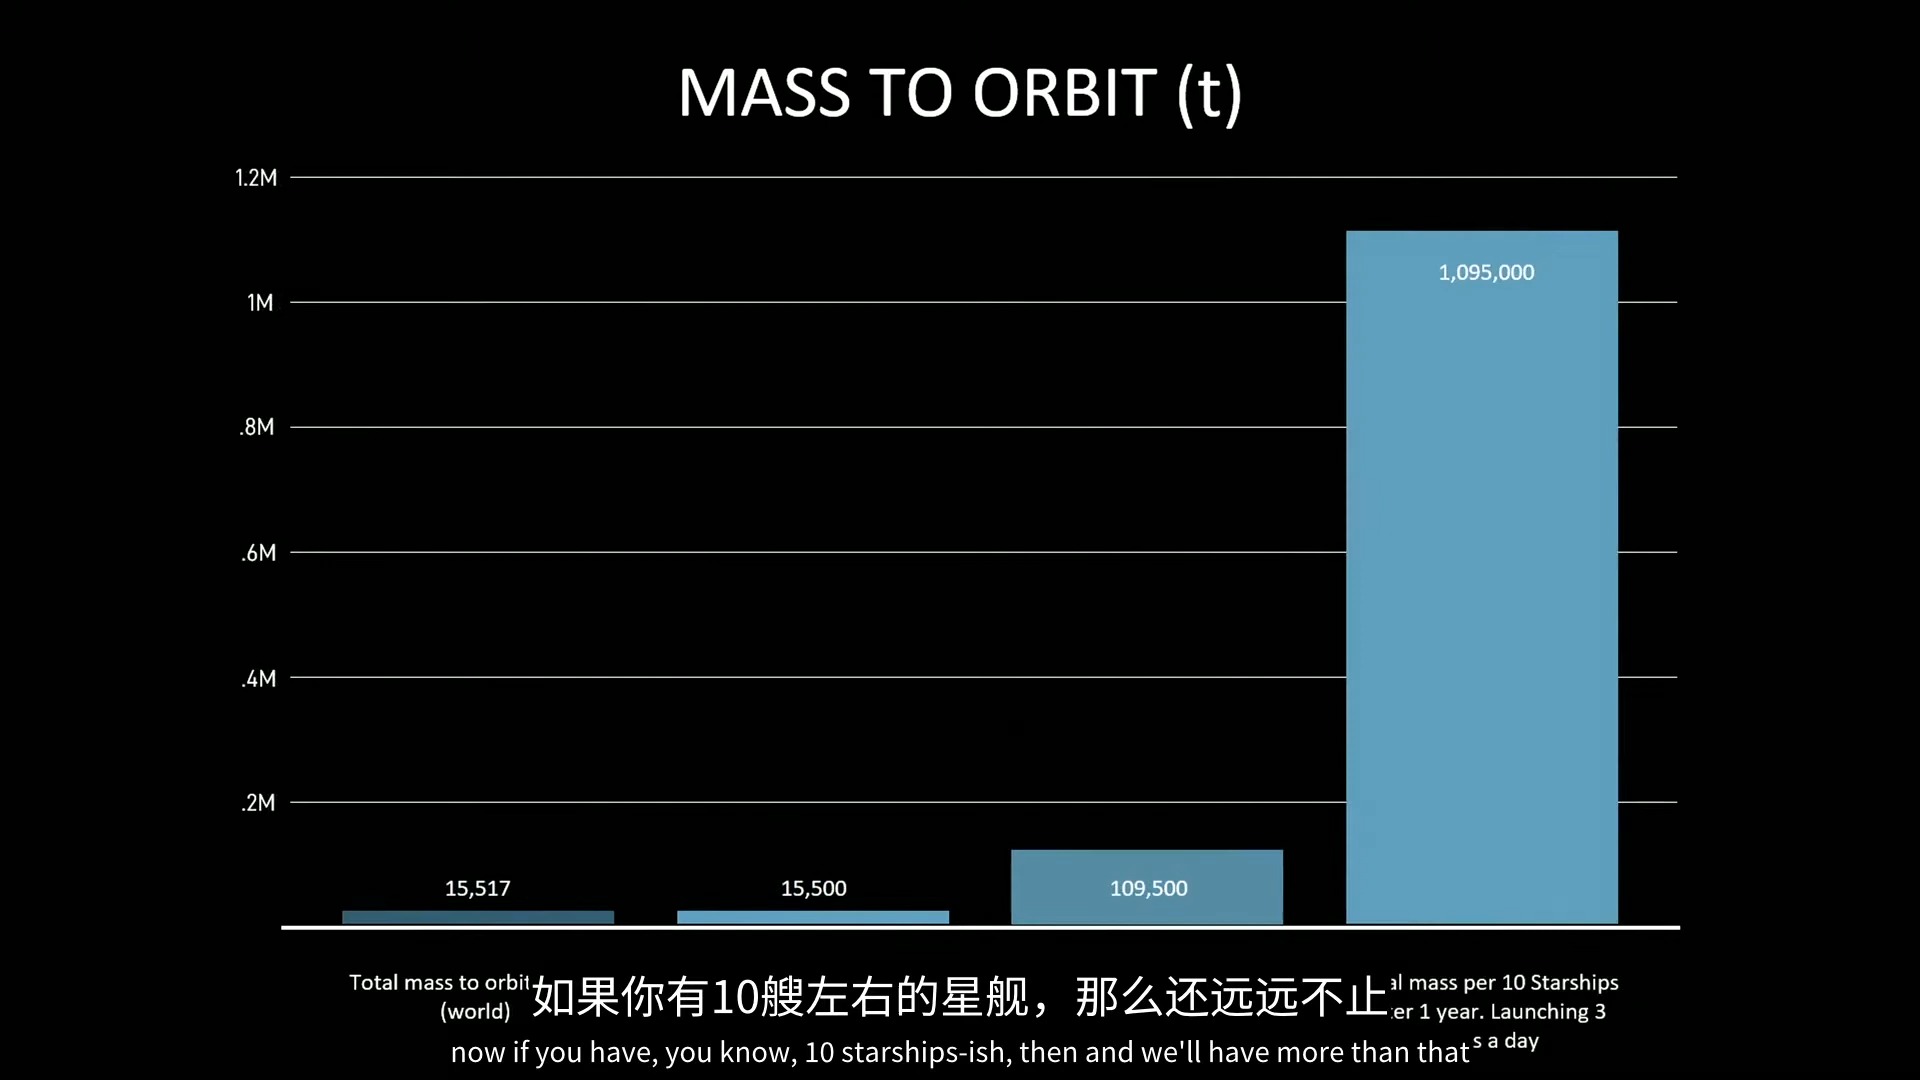 MASS TO ORBIT (t)
1.2M
1M
.8M
.6M
.4M
.2M
15,517
15,500
109,500
1,095,000
Total mass to orbit
(world)
mass per 10 Starships
1 year. Launching 3
a day
如果你有10艘左右的星舰，那么还远远不止
now if you have, you know, 10 starships-ish, then and we'll have more than that